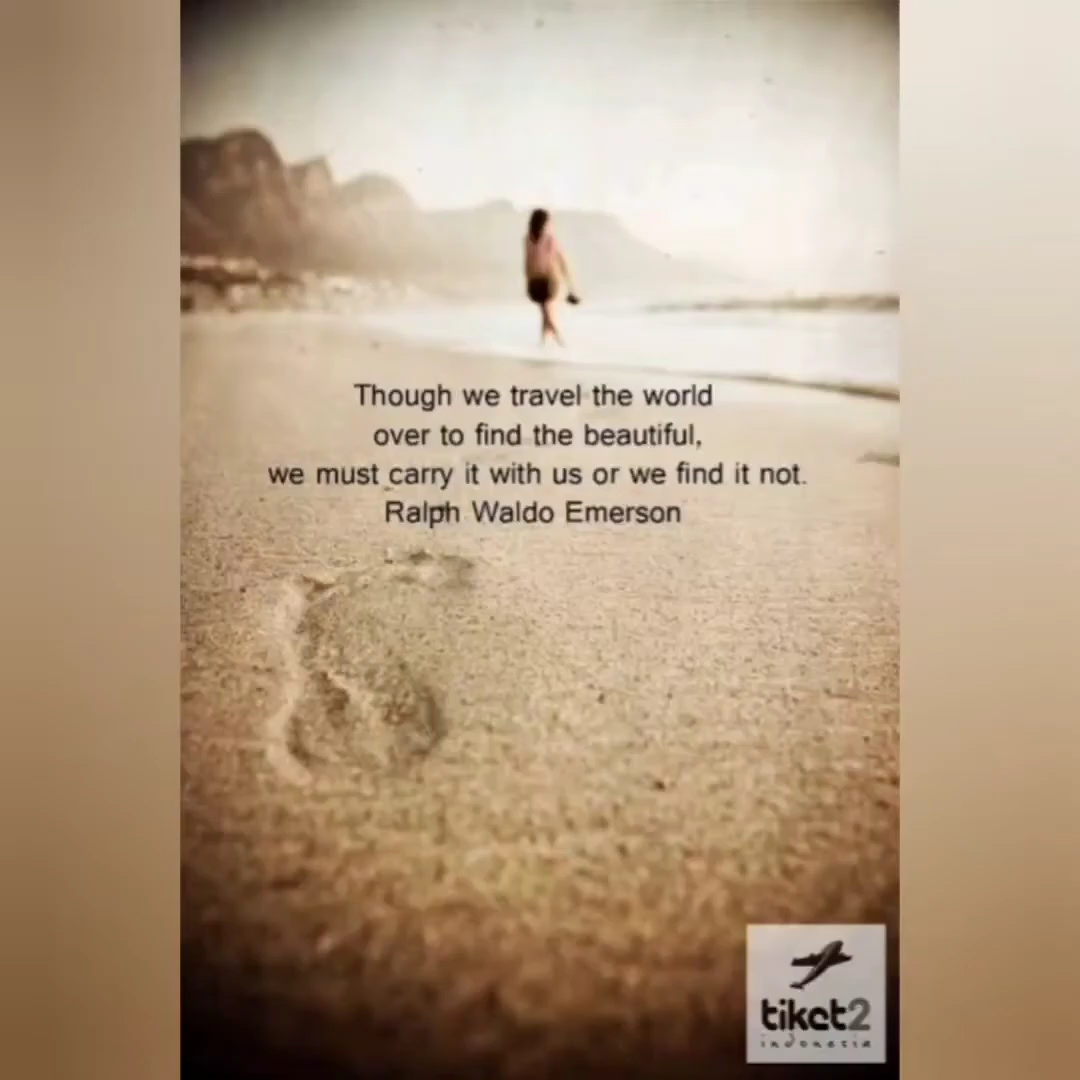 Though we travel the world
over to find the beautiful,
we must carry it with us or we find it not.
Ralph Waldo Emerson
tiket2
indonesia